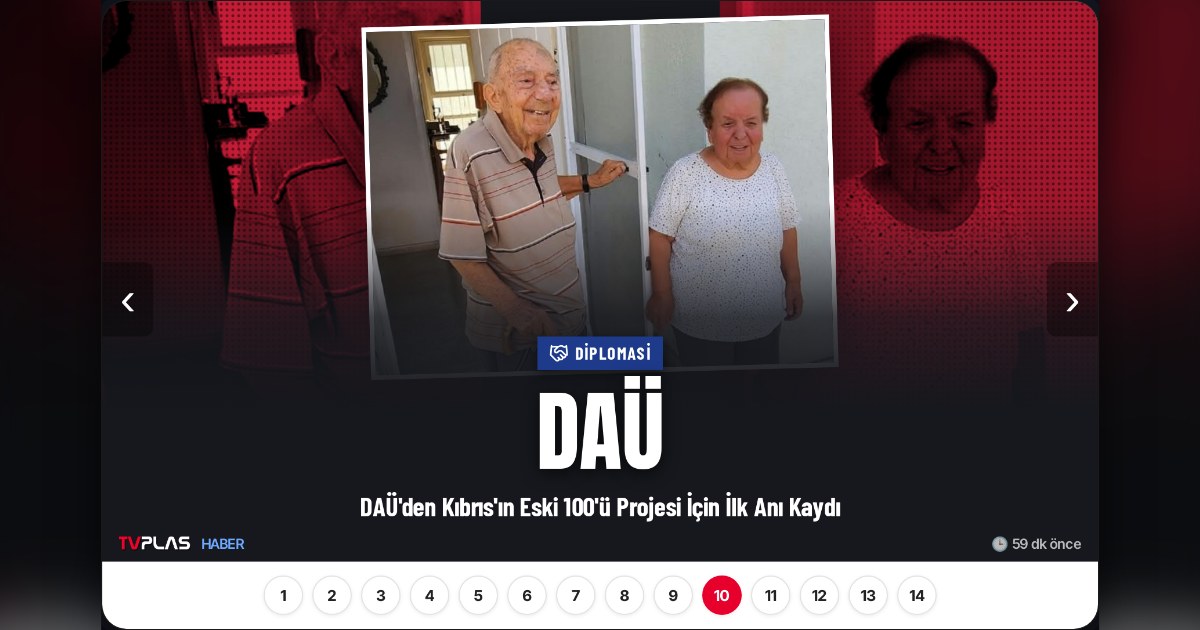 DİPLOMASİ
DAÜ
DAÜ'den Kıbrıs'ın Eski 100'ü Projesi İçin İlk Anı Kaydı
TVPLAS HABER
59 dk önce
1 2 3 4 5 6 7 8 9 10 11 12 13 14